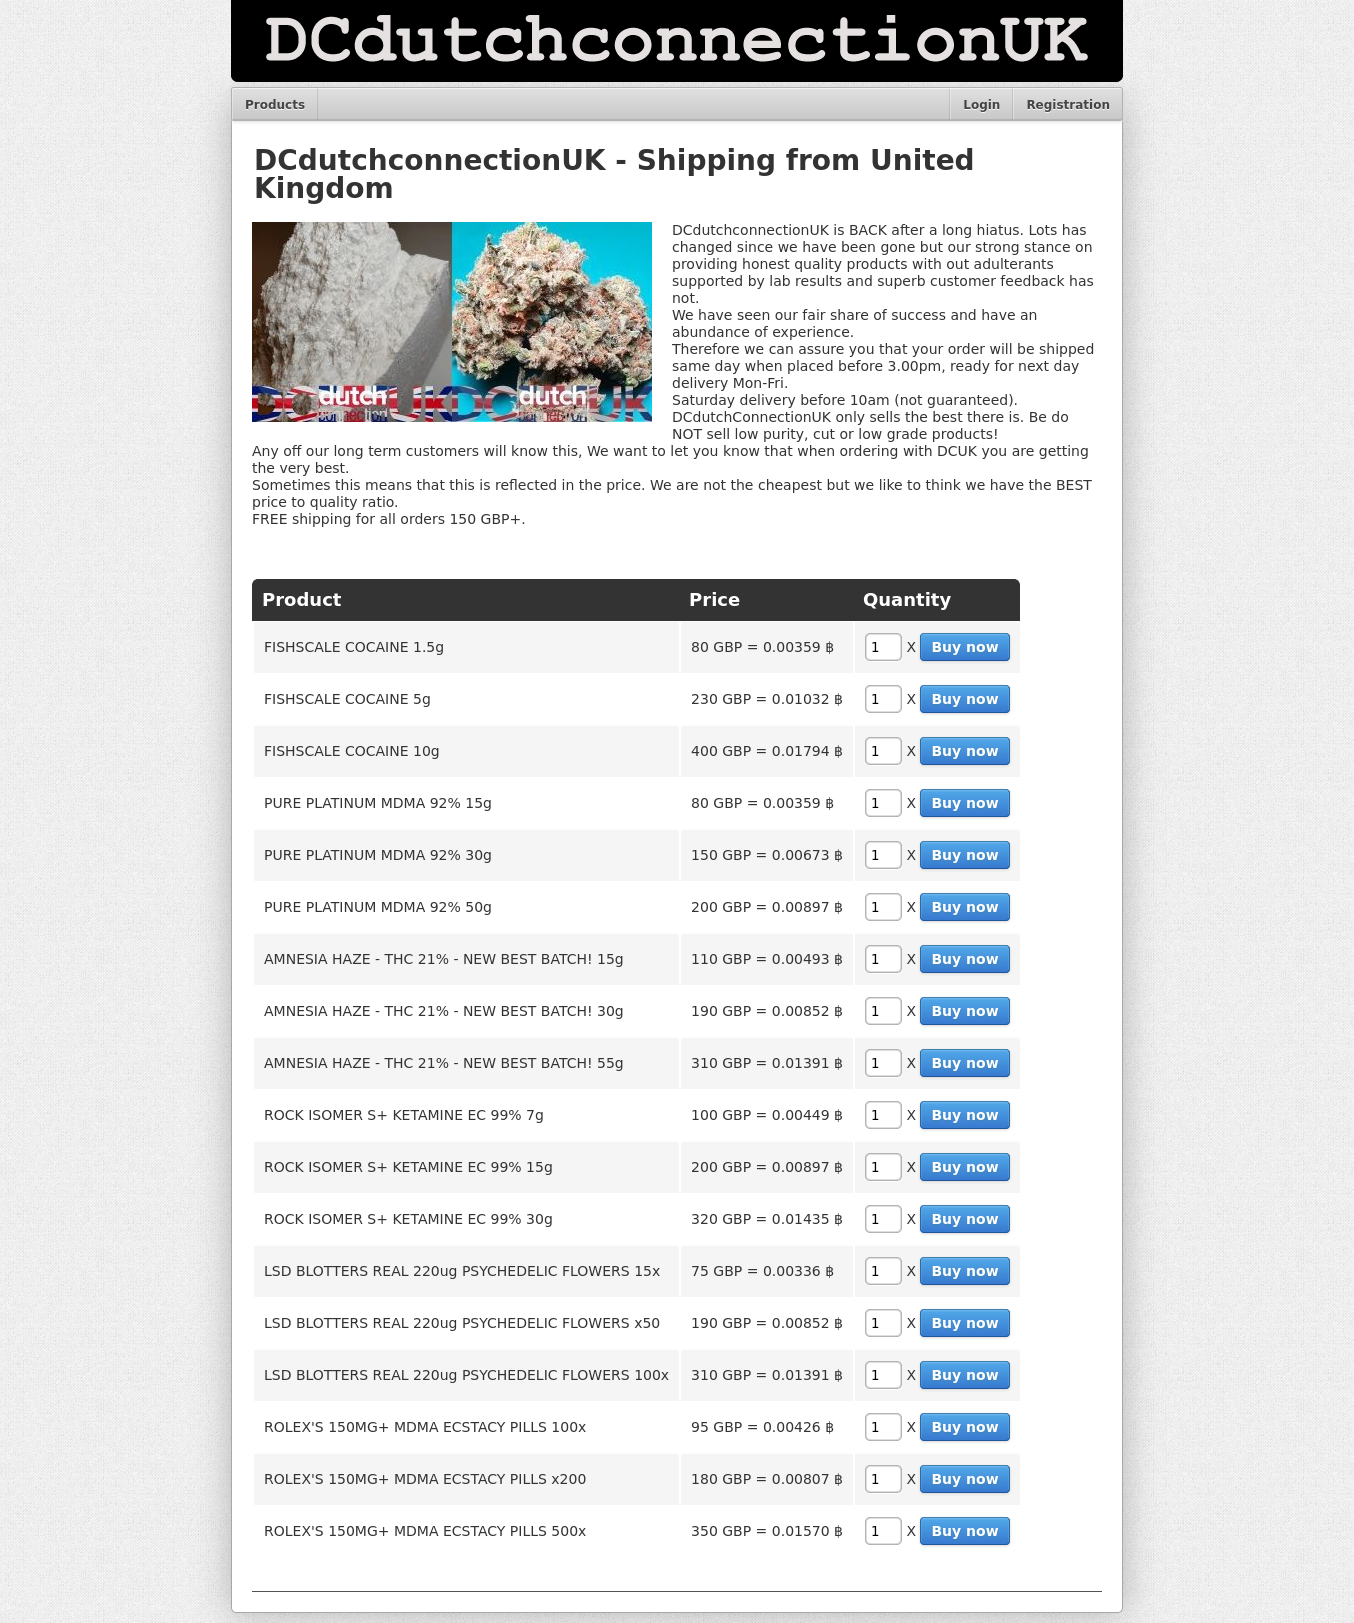 DCdutchconnectionUK
Products Login Registration
DCdutchconnectionUK - Shipping from United
Kingdom
DCdutchconnectionUK is BACK after a long hiatus. Lots has
changed since we have been gone but our strong stance on
providing honest quality products with out adulterants
supported by lab results and superb customer feedback has
not.
We have seen our fair share of success and have an
abundance of experience.
Therefore we can assure you that your order will be shipped
same day when placed before 3.00pm, ready for next day
delivery Mon-Fri.
Saturday delivery before 10am (not guaranteed).
DCdutchConnectionUK only sells the best there is. Be do
NOT sell low purity, cut or low grade products!
Any off our long term customers will know this, We want to let you know that when ordering with DCUK you are getting
the very best.
Sometimes this means that this is reflected in the price. We are not the cheapest but we like to think we have the BEST
price to quality ratio.
FREE shipping for all orders 150 GBP+.
Product Price Quantity
FISHSCALE COCAINE 1.5g 80 GBP = 0.00359 ฿ 1 X Buy now
FISHSCALE COCAINE 5g 230 GBP = 0.01032 ฿ 1 X Buy now
FISHSCALE COCAINE 10g 400 GBP = 0.01794 ฿ 1 X Buy now
PURE PLATINUM MDMA 92% 15g 80 GBP = 0.00359 ฿ 1 X Buy now
PURE PLATINUM MDMA 92% 30g 150 GBP = 0.00673 ฿ 1 X Buy now
PURE PLATINUM MDMA 92% 50g 200 GBP = 0.00897 ฿ 1 X Buy now
AMNESIA HAZE - THC 21% - NEW BEST BATCH! 15g 110 GBP = 0.00493 ฿ 1 X Buy now
AMNESIA HAZE - THC 21% - NEW BEST BATCH! 30g 190 GBP = 0.00852 ฿ 1 X Buy now
AMNESIA HAZE - THC 21% - NEW BEST BATCH! 55g 310 GBP = 0.01391 ฿ 1 X Buy now
ROCK ISOMER S+ KETAMINE EC 99% 7g 100 GBP = 0.00449 ฿ 1 X Buy now
ROCK ISOMER S+ KETAMINE EC 99% 15g 200 GBP = 0.00897 ฿ 1 X Buy now
ROCK ISOMER S+ KETAMINE EC 99% 30g 320 GBP = 0.01435 ฿ 1 X Buy now
LSD BLOTTERS REAL 220ug PSYCHEDELIC FLOWERS 15x 75 GBP = 0.00336 ฿ 1 X Buy now
LSD BLOTTERS REAL 220ug PSYCHEDELIC FLOWERS x50 190 GBP = 0.00852 ฿ 1 X Buy now
LSD BLOTTERS REAL 220ug PSYCHEDELIC FLOWERS 100x 310 GBP = 0.01391 ฿ 1 X Buy now
ROLEX'S 150MG+ MDMA ECSTACY PILLS 100x 95 GBP = 0.00426 ฿ 1 X Buy now
ROLEX'S 150MG+ MDMA ECSTACY PILLS x200 180 GBP = 0.00807 ฿ 1 X Buy now
ROLEX'S 150MG+ MDMA ECSTACY PILLS 500x 350 GBP = 0.01570 ฿ 1 X Buy now